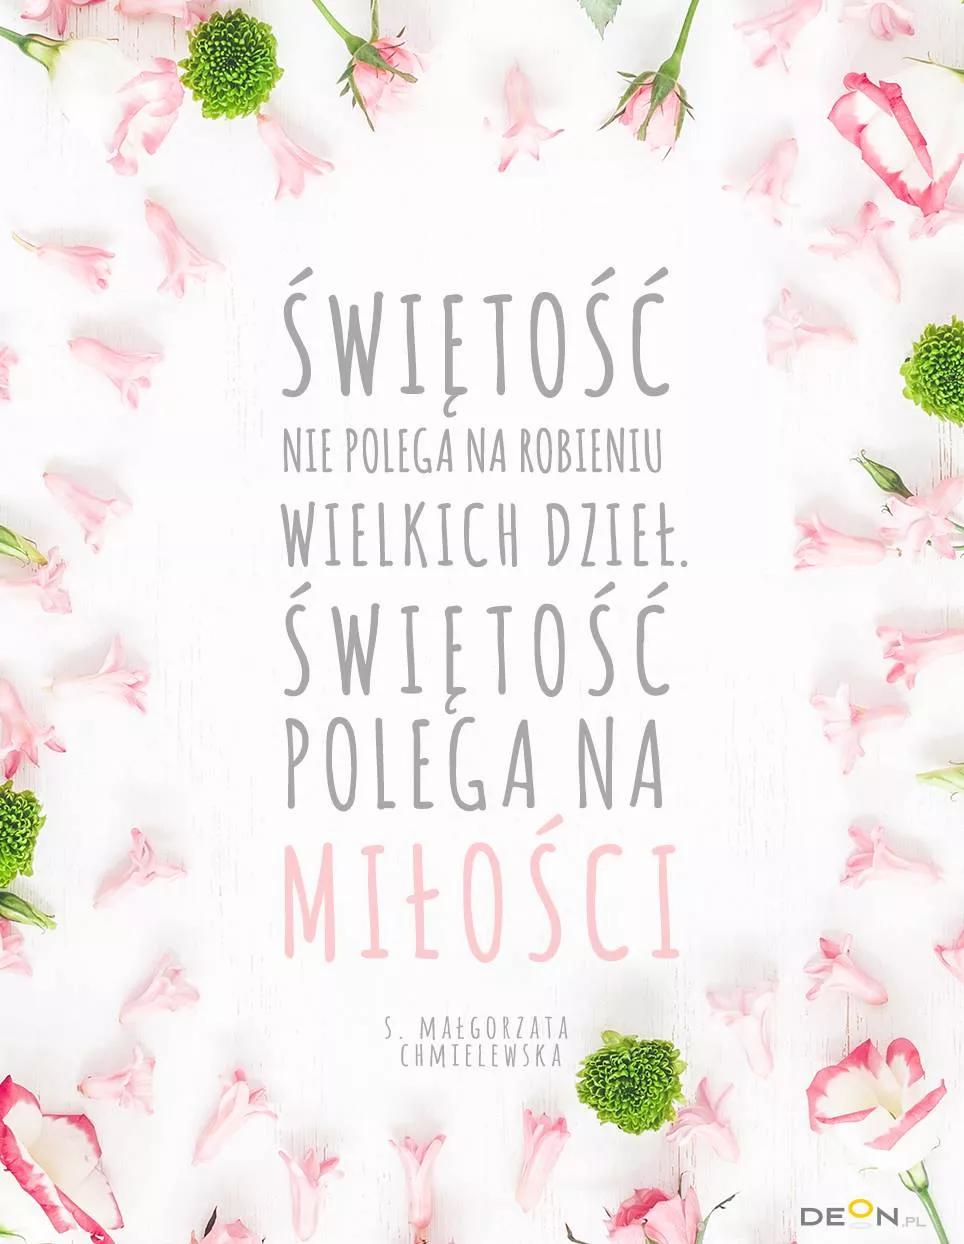 ŚWIĘTOŚĆ
NIE POLEGA NA ROBIENIU
WIELKICH DZIEŁ.
ŚWIĘTOŚĆ
POLEGA NA
MIŁOŚCI
S. MAŁGORZATA
CHMIELEWSKA
DEON.PL